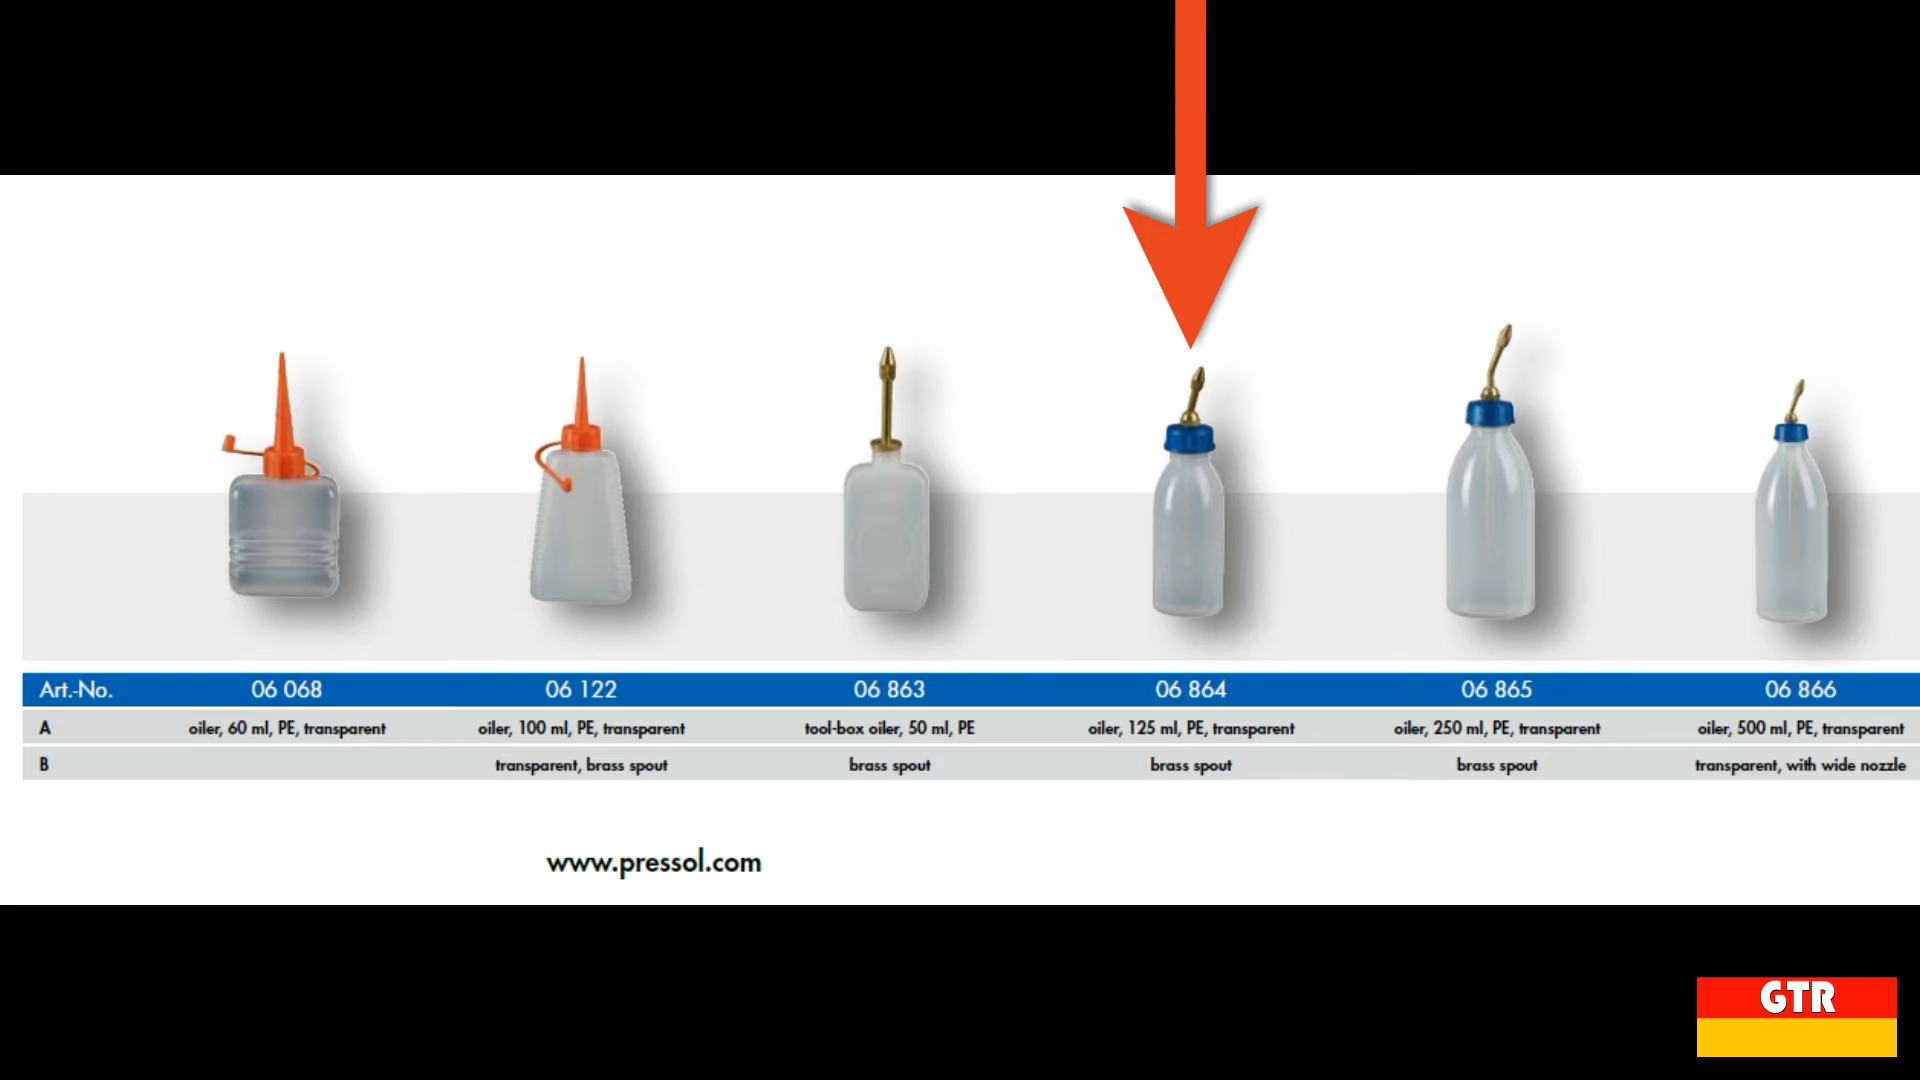 Art.-No. 06 068 06 122 06 863 06 864 06 865 06 866
A oiler, 60 ml, PE, transparent oiler, 100 ml, PE, transparent tool-box oiler, 50 ml, PE oiler, 125 ml, PE, transparent oiler, 250 ml, PE, transparent oiler, 500 ml, PE, transparent
B transparent, brass spout brass spout brass spout brass spout transparent, with wide nozzle
www.pressol.com
GTR